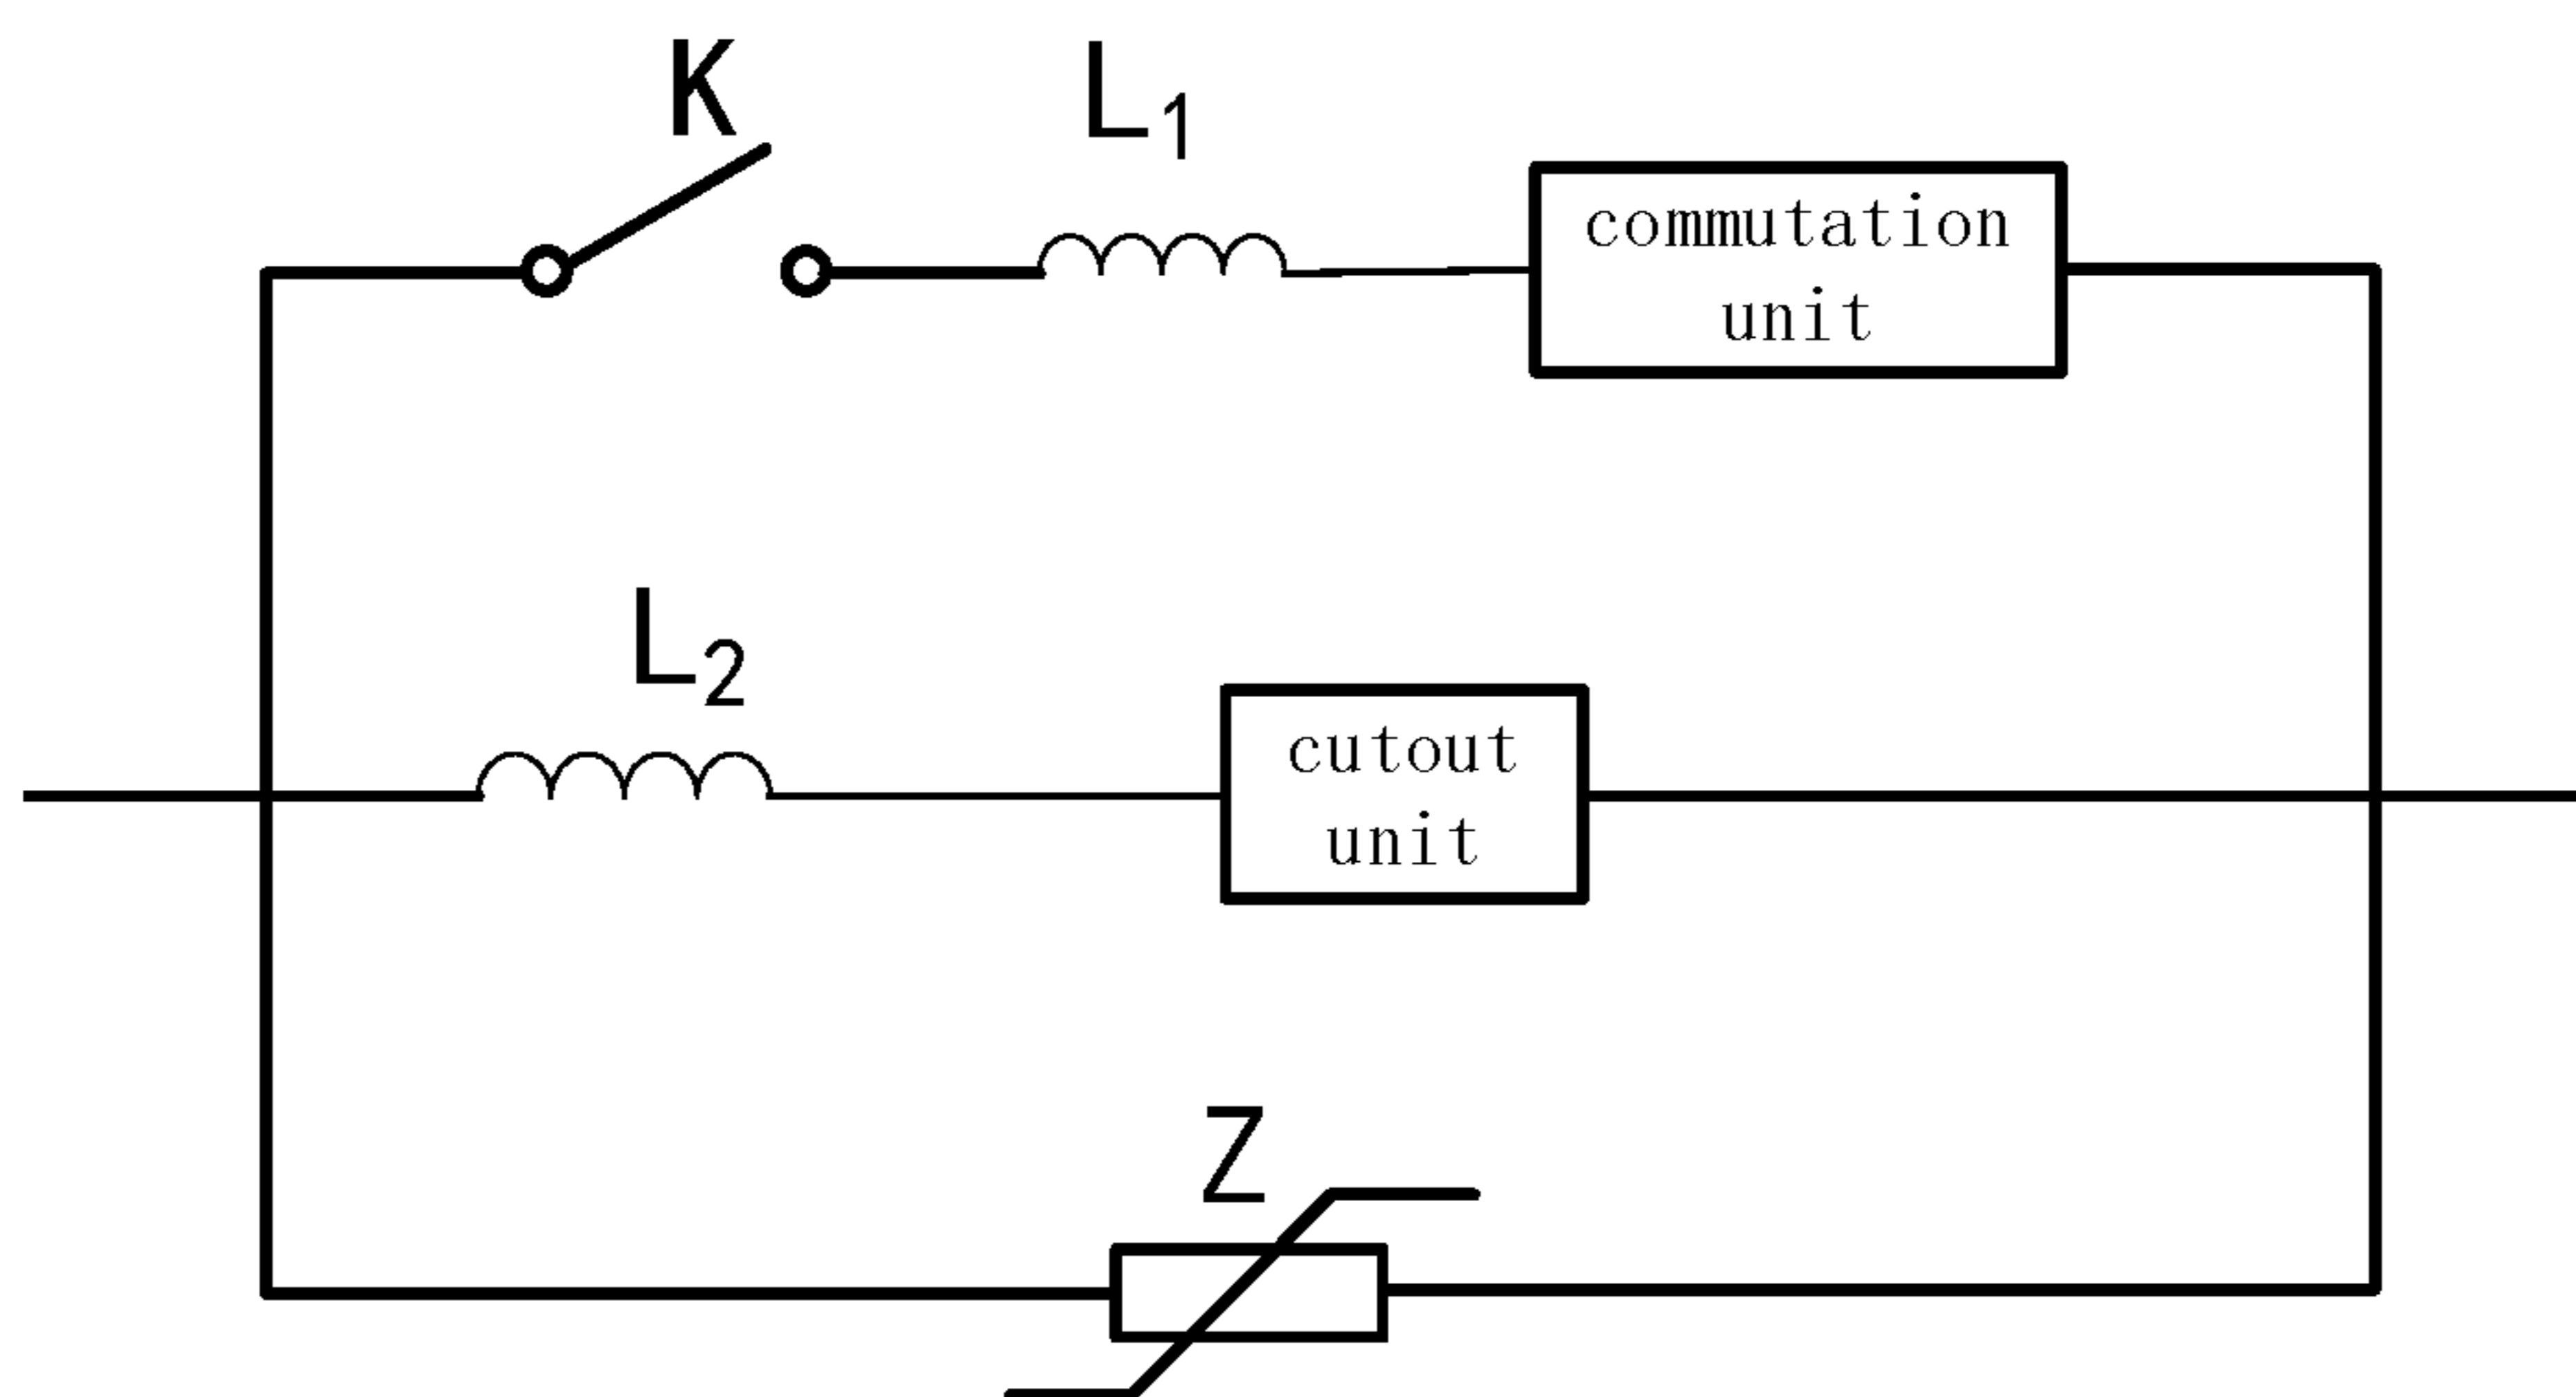 K
L₁
commutation
unit
L₂
cutout
unit
Z